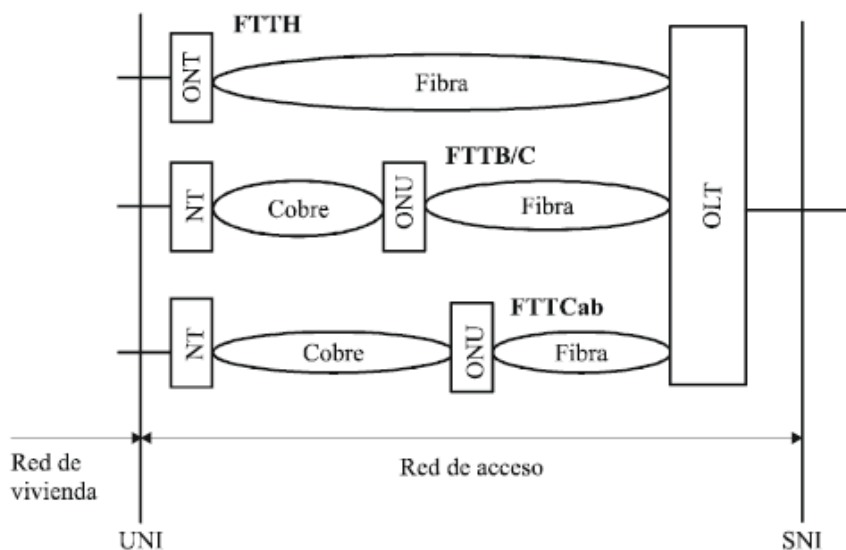 FTTH
ONT
Fibra
FTTB/C
NT
Cobre
ONU
Fibra
OLT
FTTCab
NT
Cobre
ONU
Fibra
Red de
vivienda
Red de acceso
UNI
SNI